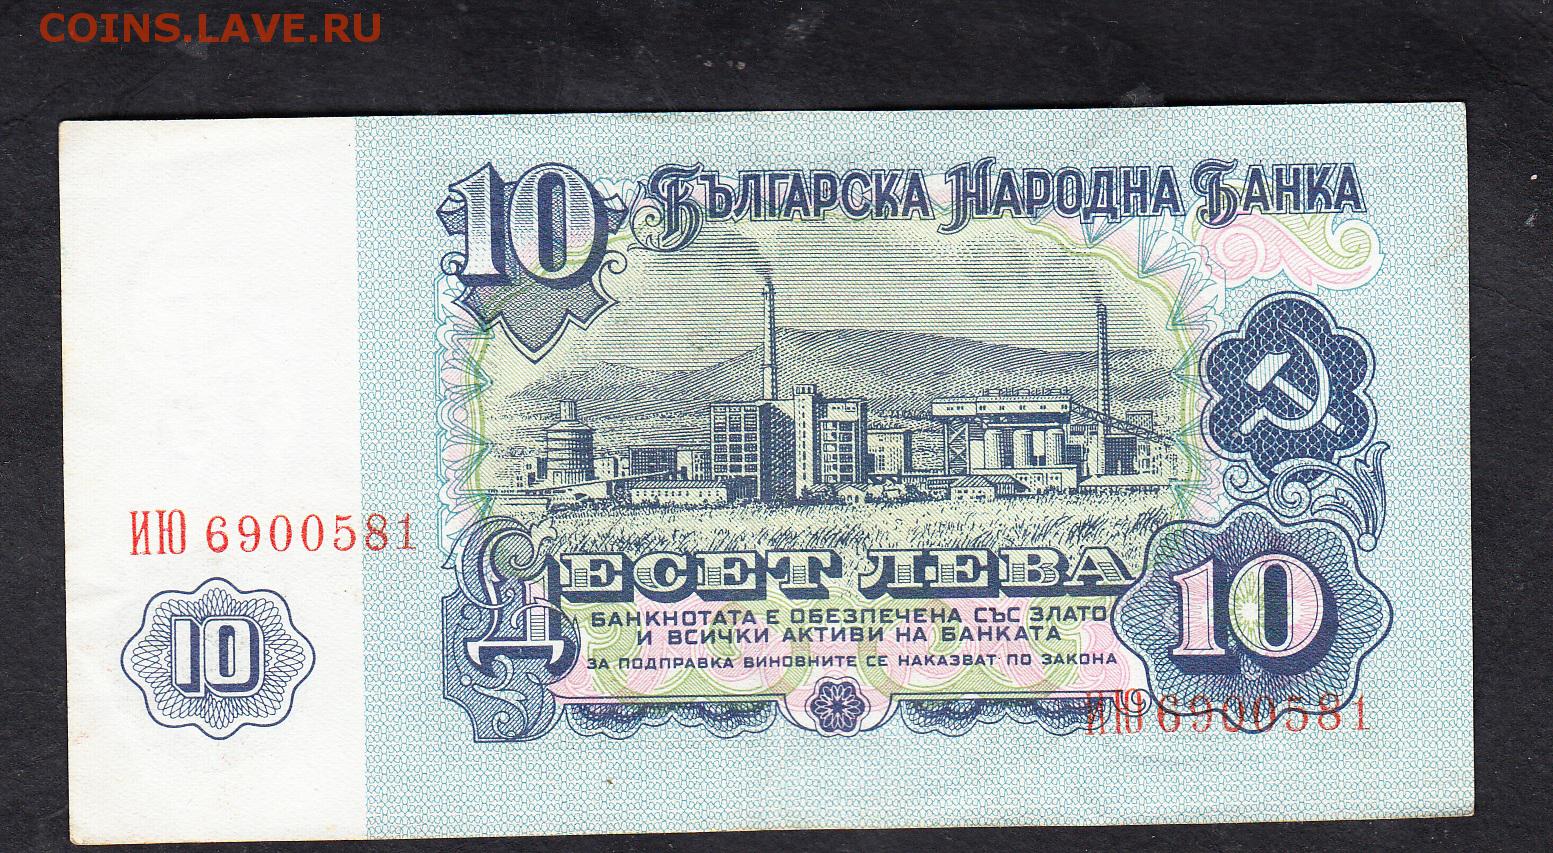 COINS.LAVE.RU
10 БЪЛГАРСКА НАРОДНА БАНКА
ИЮ 6900581
ДЕСЕТ ЛЕВА
10
10
БАНКНОТАТА Е ОБЕЗПЕЧЕНА СЪС ЗЛАТО
И ВСИЧКИ АКТИВИ НА БАНКАТА
ЗА ПОДПРАВКА ВИНОВНИТЕ СЕ НАКАЗВАТ ПО ЗАКОНА
ИЮ 6900581